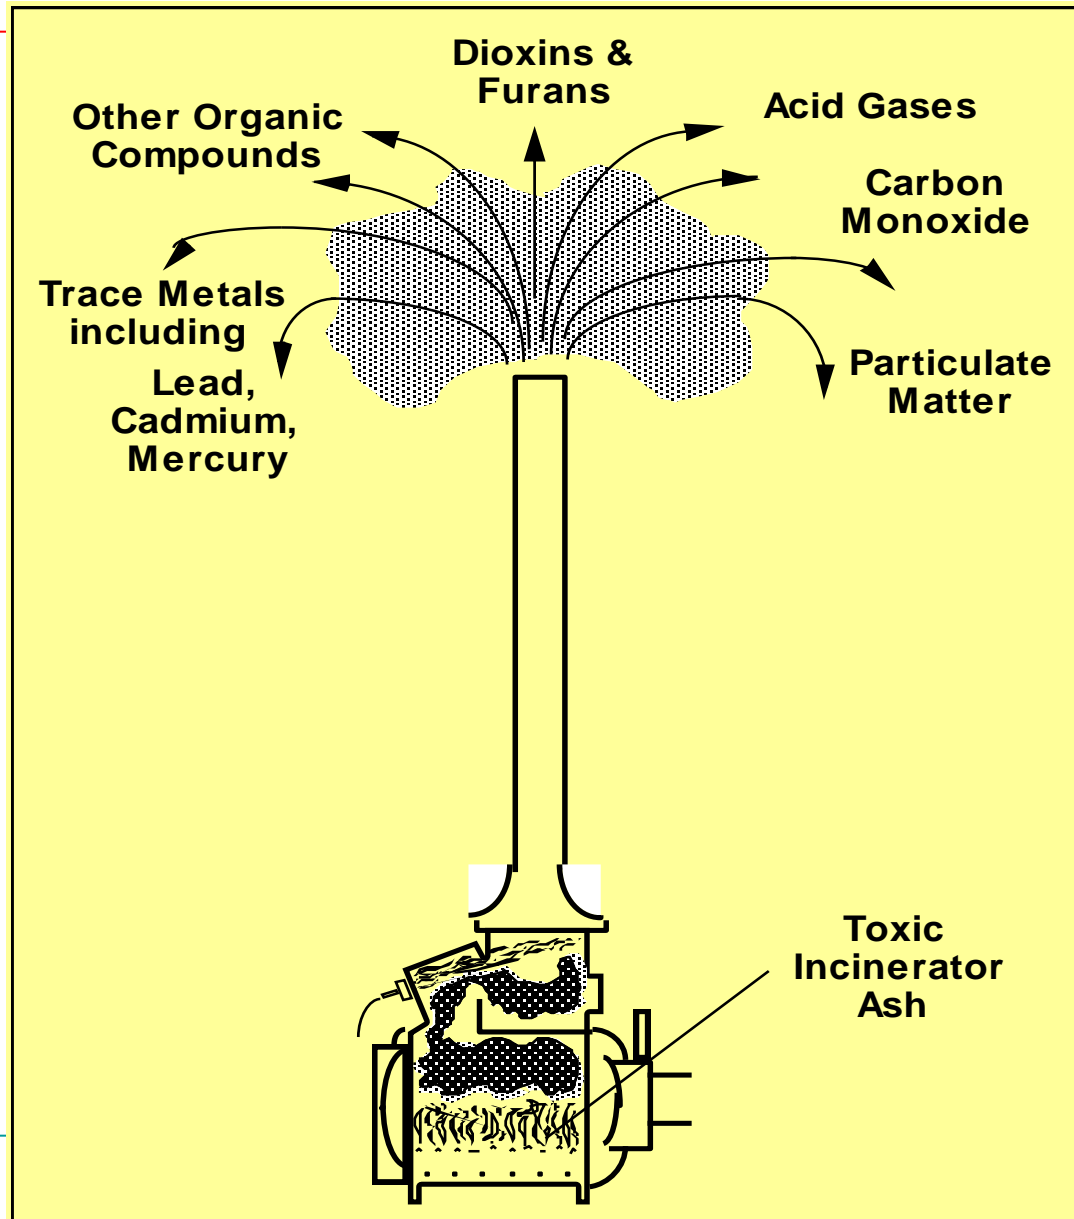 Dioxins &
Furans
Other Organic
Compounds
Acid Gases
Carbon
Monoxide
Trace Metals
including
Lead,
Cadmium,
Mercury
Particulate
Matter
Toxic
Incinerator
Ash